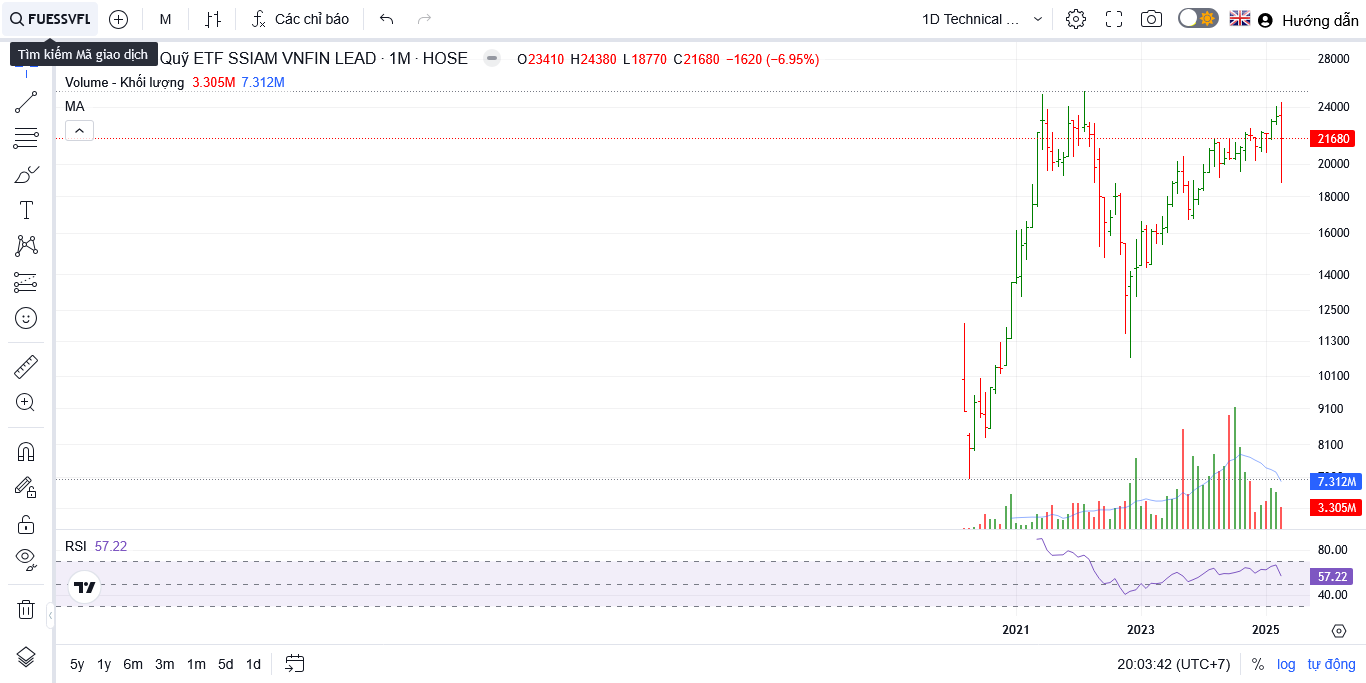 FUESSVFL
M
Các chỉ báo
1D Technical ...
Hướng dẫn
Tìm kiếm Mã giao dịch
Quỹ ETF SSIAM VNFIN LEAD · 1M · HOSE
O23410 H24380 L18770 C21680 −1620 (−6.95%)
Volume - Khối lượng 3.305M 7.312M
MA
28000
24000
21680
20000
18000
16000
14000
12500
11300
10100
9100
8100
7.312M
3.305M
RSI 57.22
80.00
57.22
40.00
2021 2023 2025
5y 1y 6m 3m 1m 5d 1d
20:03:42 (UTC+7) % log tự động